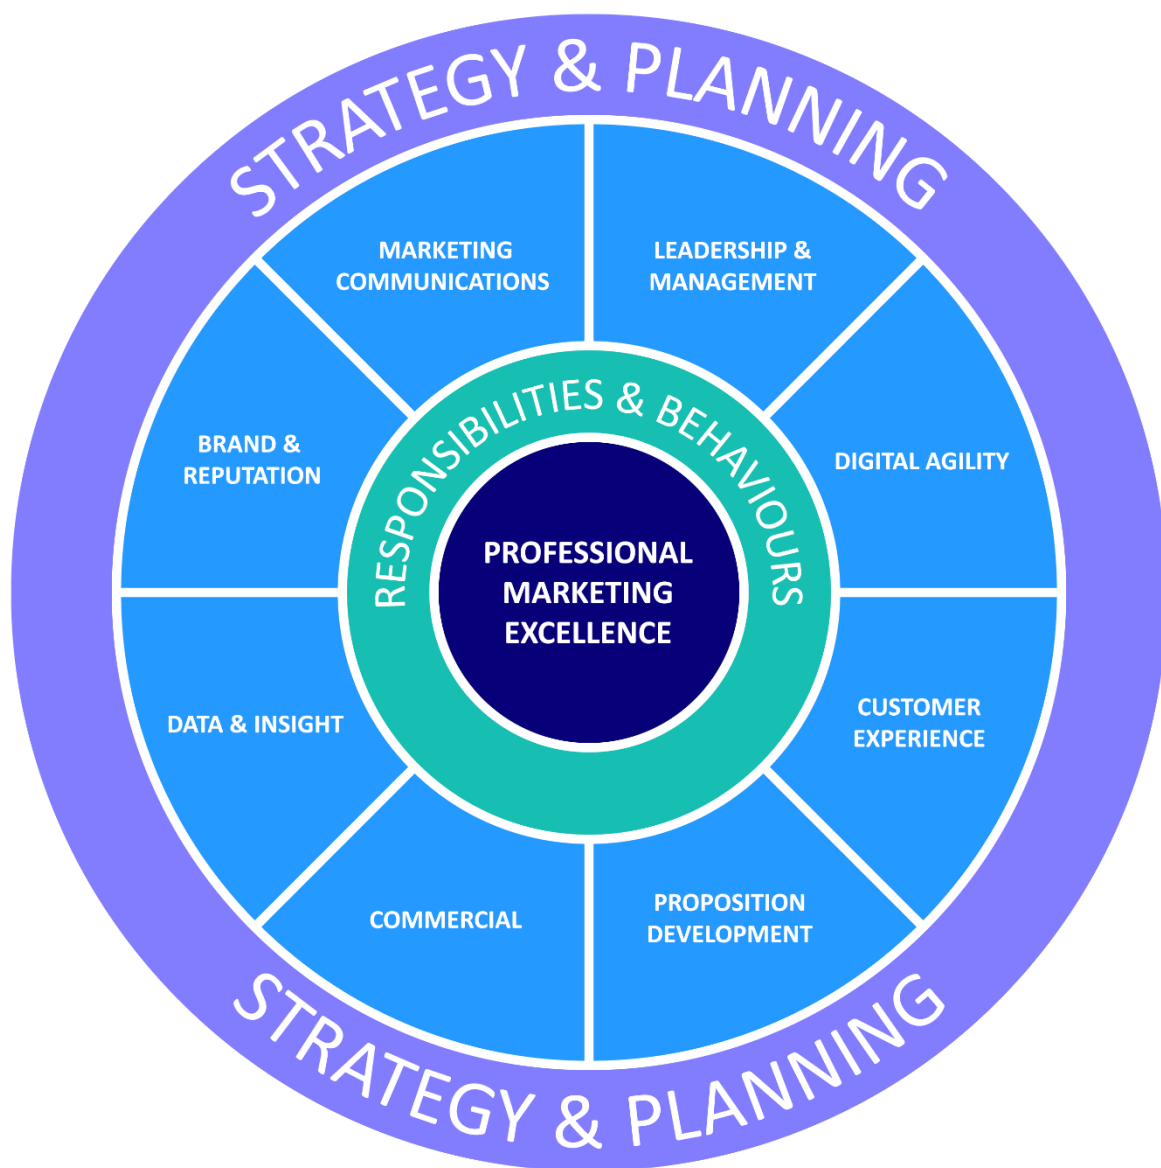 STRATEGY & PLANNING
MARKETING
COMMUNICATIONS
LEADERSHIP &
MANAGEMENT
BRAND &
REPUTATION
DIGITAL AGILITY
RESPONSIBILITIES & BEHAVIOURS
PROFESSIONAL
MARKETING
EXCELLENCE
DATA & INSIGHT
CUSTOMER
EXPERIENCE
COMMERCIAL
PROPOSITION
DEVELOPMENT
STRATEGY & PLANNING